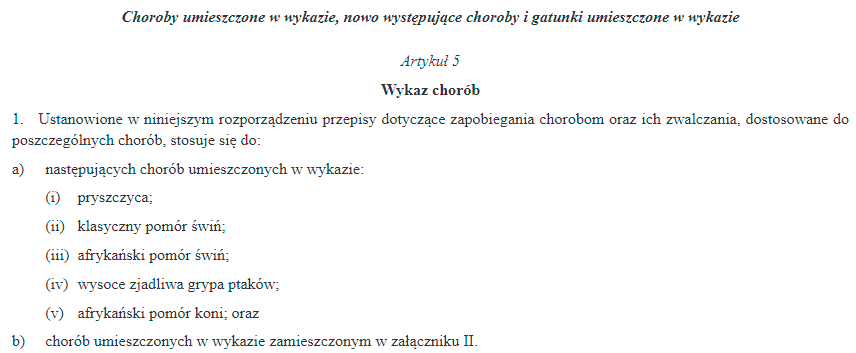 Choroby umieszczone w wykazie, nowo występujące choroby i gatunki umieszczone w wykazie
Artykuł 5
Wykaz chorób
1. Ustanowione w niniejszym rozporządzeniu przepisy dotyczące zapobiegania chorobom oraz ich zwalczania, dostosowane do
poszczególnych chorób, stosuje się do:
a) następujących chorób umieszczonych w wykazie:
(i) pryszczyca;
(ii) klasyczny pomór świń;
(iii) afrykański pomór świń;
(iv) wysoce zjadliwa grypa ptaków;
(v) afrykański pomór koni; oraz
b) chorób umieszczonych w wykazie zamieszczonym w załączniku II.